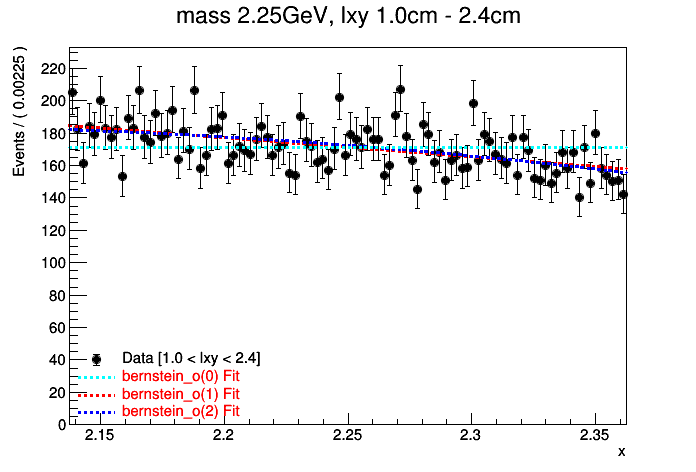 mass 2.25GeV, lxy 1.0cm - 2.4cm
Events / ( 0.00225 )
220
200
180
160
140
120
100
80
60
40
20
0
Data [1.0 < lxy < 2.4]
bernstein_o(0) Fit
bernstein_o(1) Fit
bernstein_o(2) Fit
2.15 2.2 2.25 2.3 2.35
x